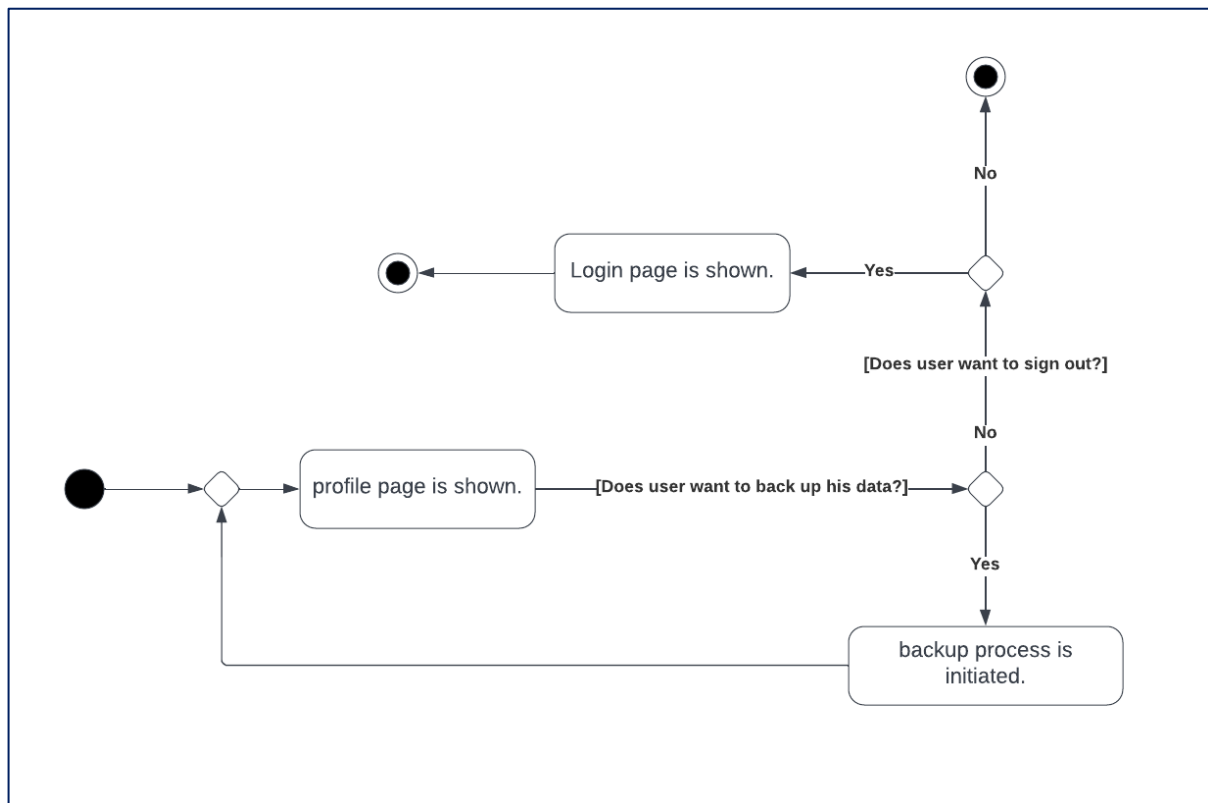 No
Login page is shown.
Yes
[Does user want to sign out?]
No
profile page is shown.
[Does user want to back up his data?]
Yes
backup process is
initiated.